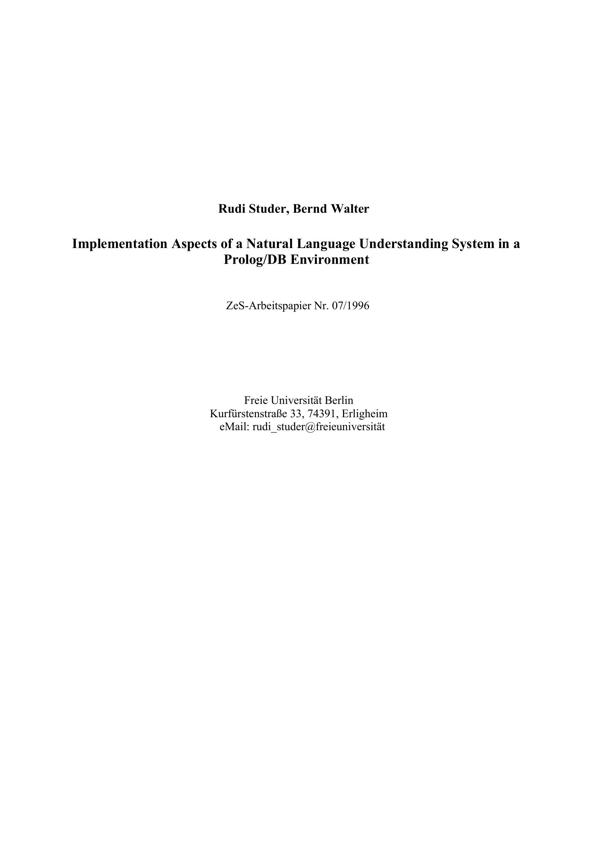 Rudi Studer, Bernd Walter
Implementation Aspects of a Natural Language Understanding System in a
Prolog/DB Environment
ZeS-Arbeitspapier Nr. 07/1996
Freie Universität Berlin
Kurfürstenstraße 33, 74391, Erligheim
eMail: rudi_studer@freieuniversität